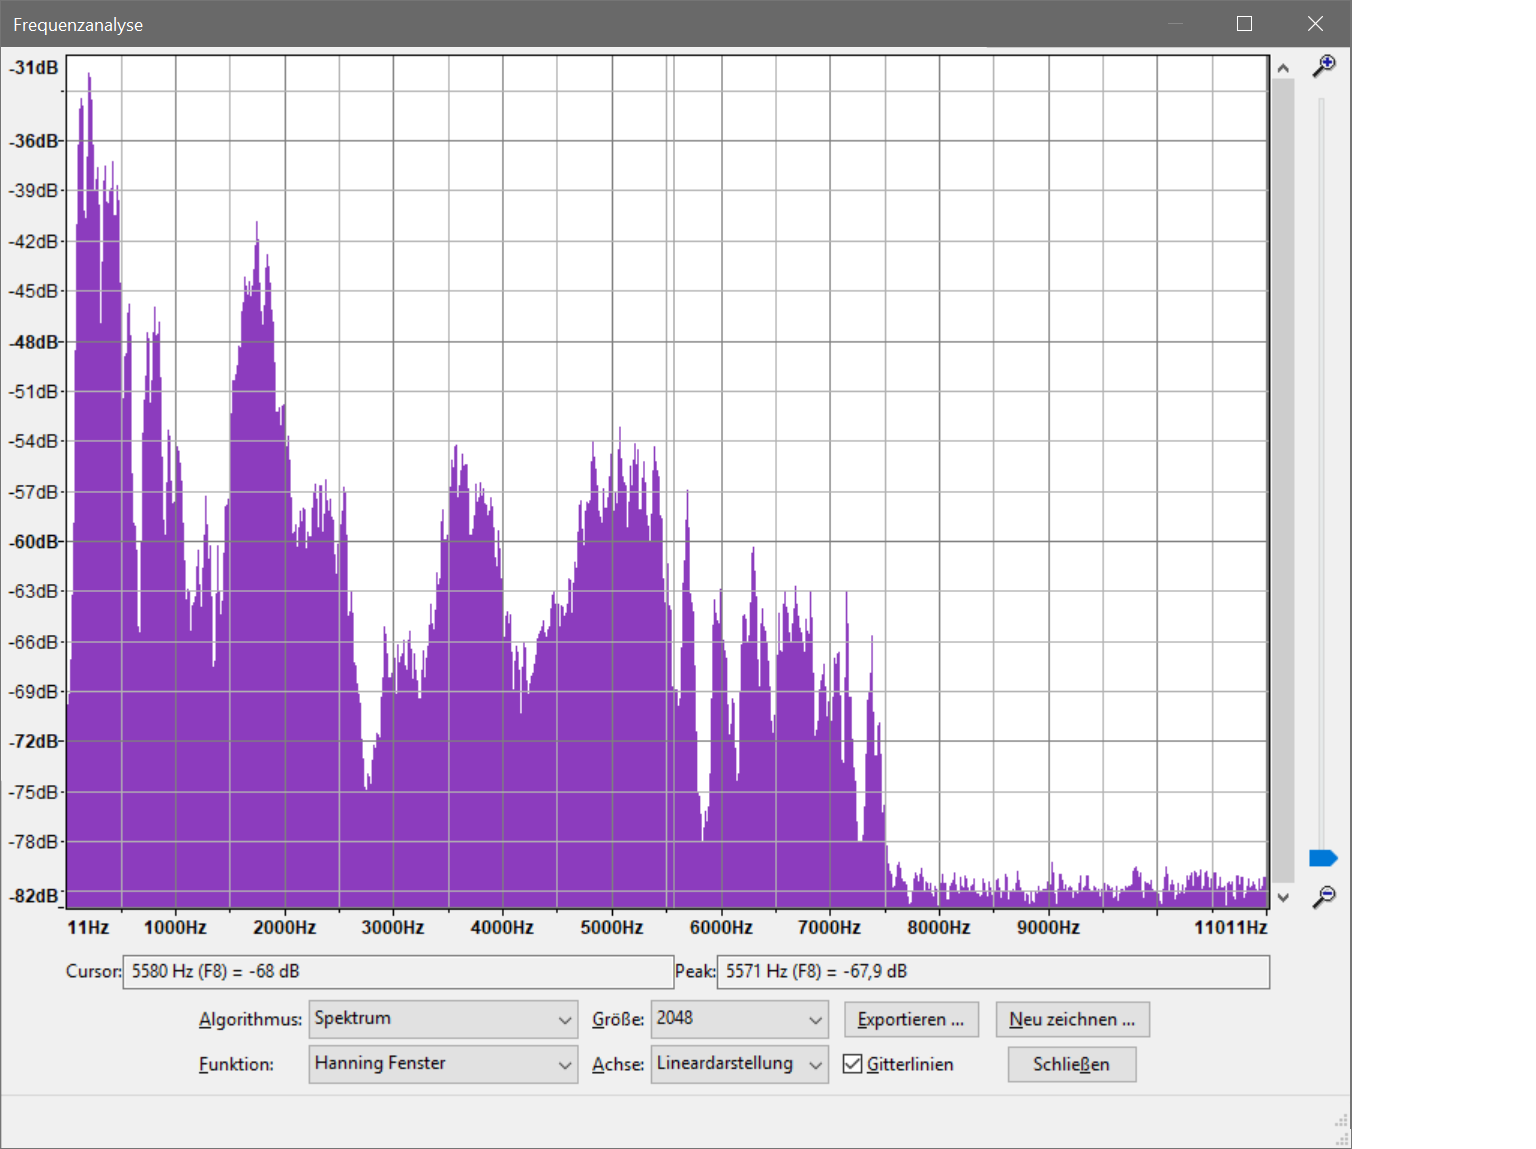 Frequenzanalyse
-31dB
-36dB
-39dB
-42dB
-45dB
-48dB
-51dB
-54dB
-57dB
-60dB
-63dB
-66dB
-69dB
-72dB
-75dB
-78dB
-82dB
11Hz 1000Hz 2000Hz 3000Hz 4000Hz 5000Hz 6000Hz 7000Hz 8000Hz 9000Hz 11011Hz
Cursor: 5580 Hz (F8) = -68 dB Peak: 5571 Hz (F8) = -67,9 dB
Algorithmus: Spektrum Größe: 2048 Exportieren ... Neu zeichnen ...
Funktion: Hanning Fenster Achse: Lineardarstellung Gitterlinien Schließen